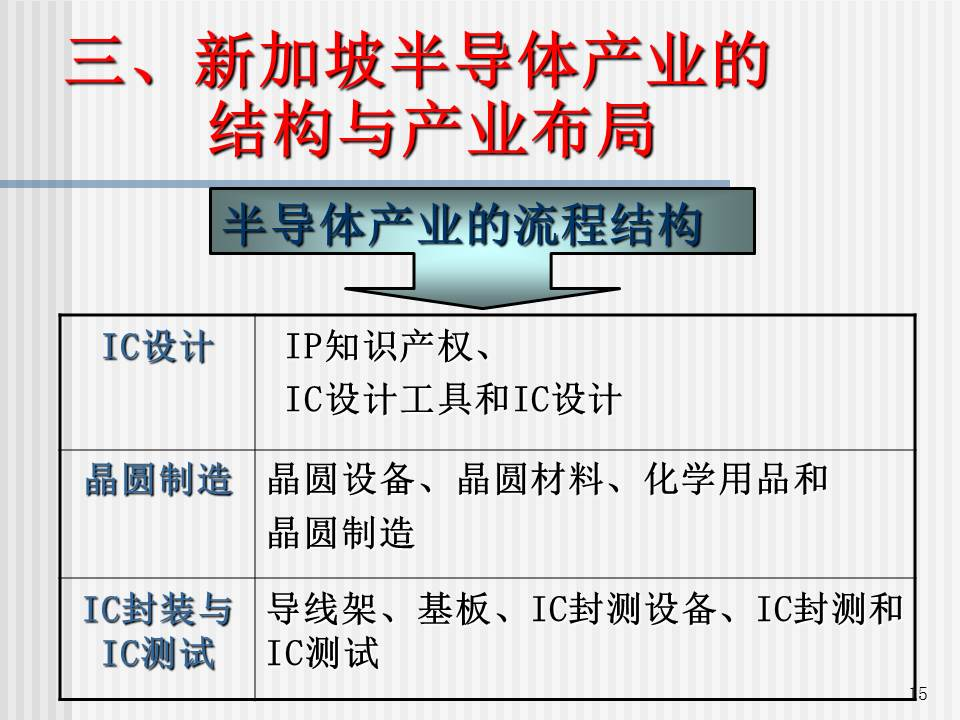 三、新加坡半导体产业的
结构与产业布局
半导体产业的流程结构
IC设计
IP知识产权、
IC设计工具和IC设计
晶圆制造
晶圆设备、晶圆材料、化学用品和
晶圆制造
IC封装与
IC测试
导线架、基板、IC封测设备、IC封测和
IC测试
15